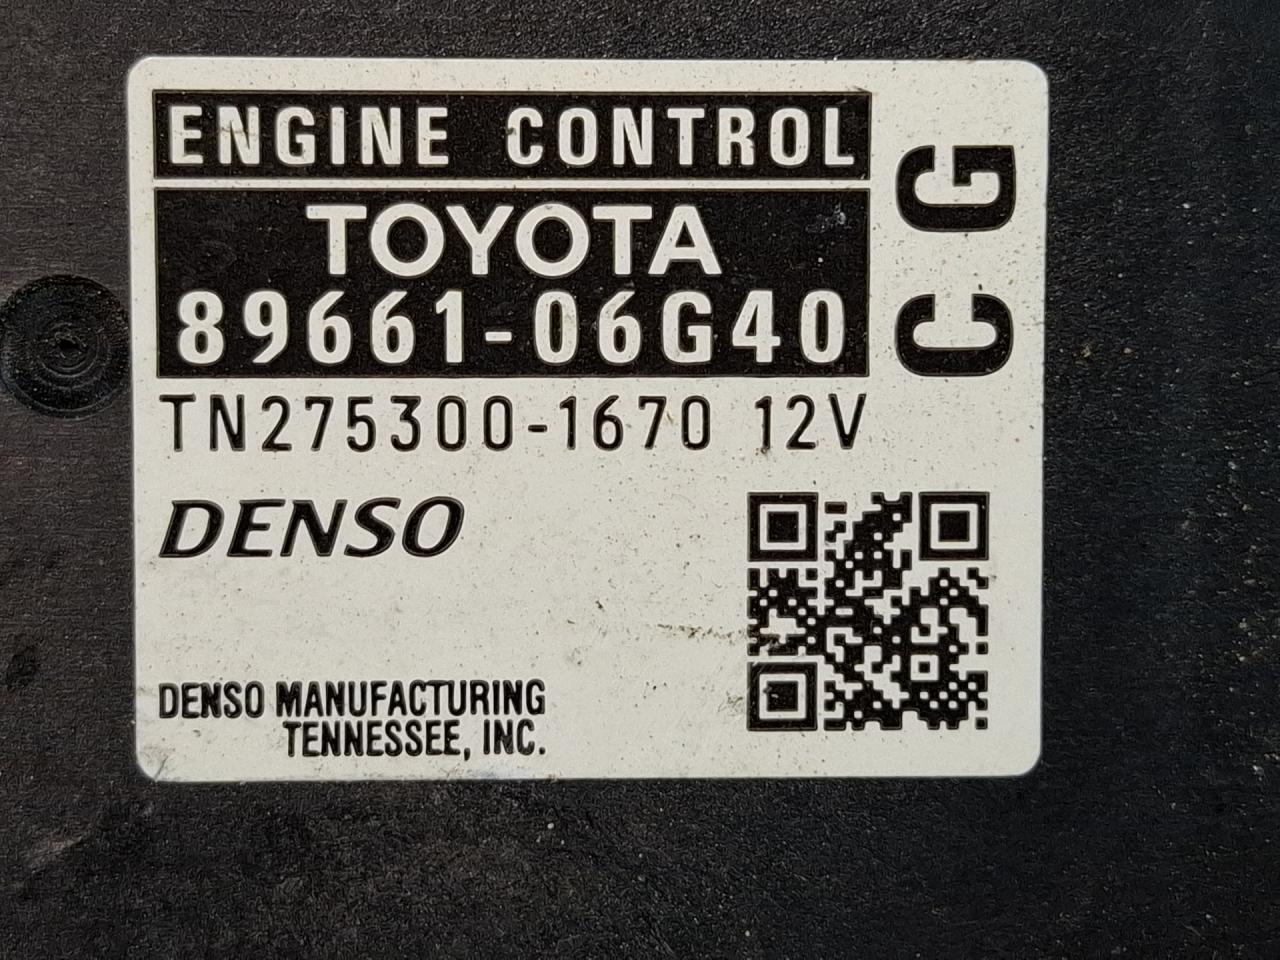 ENGINE CONTROL
TOYOTA
89661-06G40
CG
TN275300-1670 12V
DENSO
DENSO MANUFACTURING
TENNESSEE, INC.